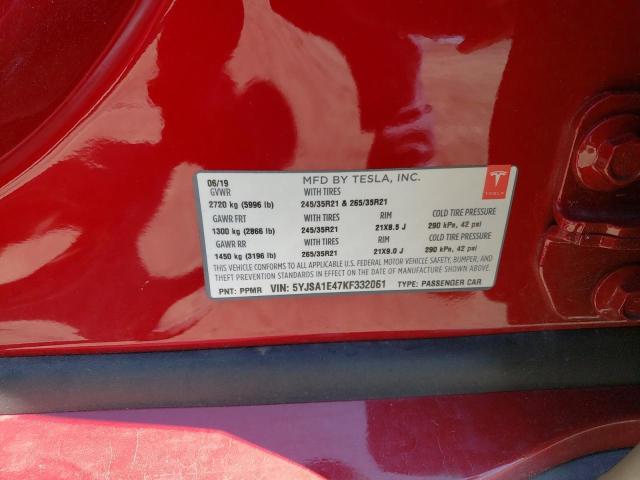 06/19 MFD BY TESLA, INC.
GVWR WITH TIRES
2720 kg (5996 lb) 245/35R21 & 265/35R21
GAWR FRT WITH TIRES RIM COLD TIRE PRESSURE
1300 kg (2866 lb) 245/35R21 21X8.5 J 290 kPa, 42 psi
GAWR RR WITH TIRES RIM COLD TIRE PRESSURE
1450 kg (3196 lb) 265/35R21 21X9.0 J 290 kPa, 42 psi
THIS VEHICLE CONFORMS TO ALL APPLICABLE U.S. FEDERAL MOTOR VEHICLE SAFETY, BUMPER, AND
THEFT PREVENTION STANDARDS IN EFFECT ON THE DATE OF MANUFACTURE SHOWN ABOVE.
PNT: PPMR VIN: 5YJSA1E47KF332061 TYPE: PASSENGER CAR
TESLA